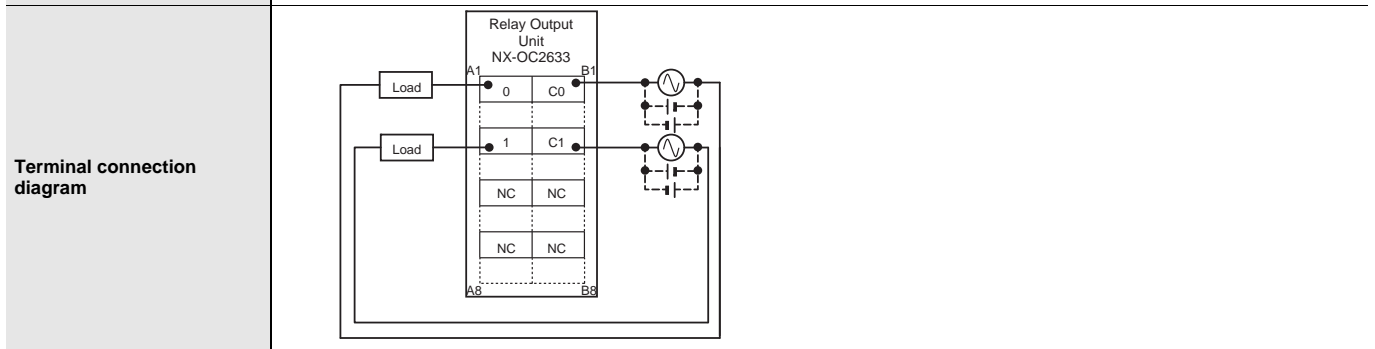 Terminal connection
diagram
Relay Output
Unit
NX-OC2633
A1
B1
Load
0
C0
Load
1
C1
NC
NC
NC
NC
A8
B8